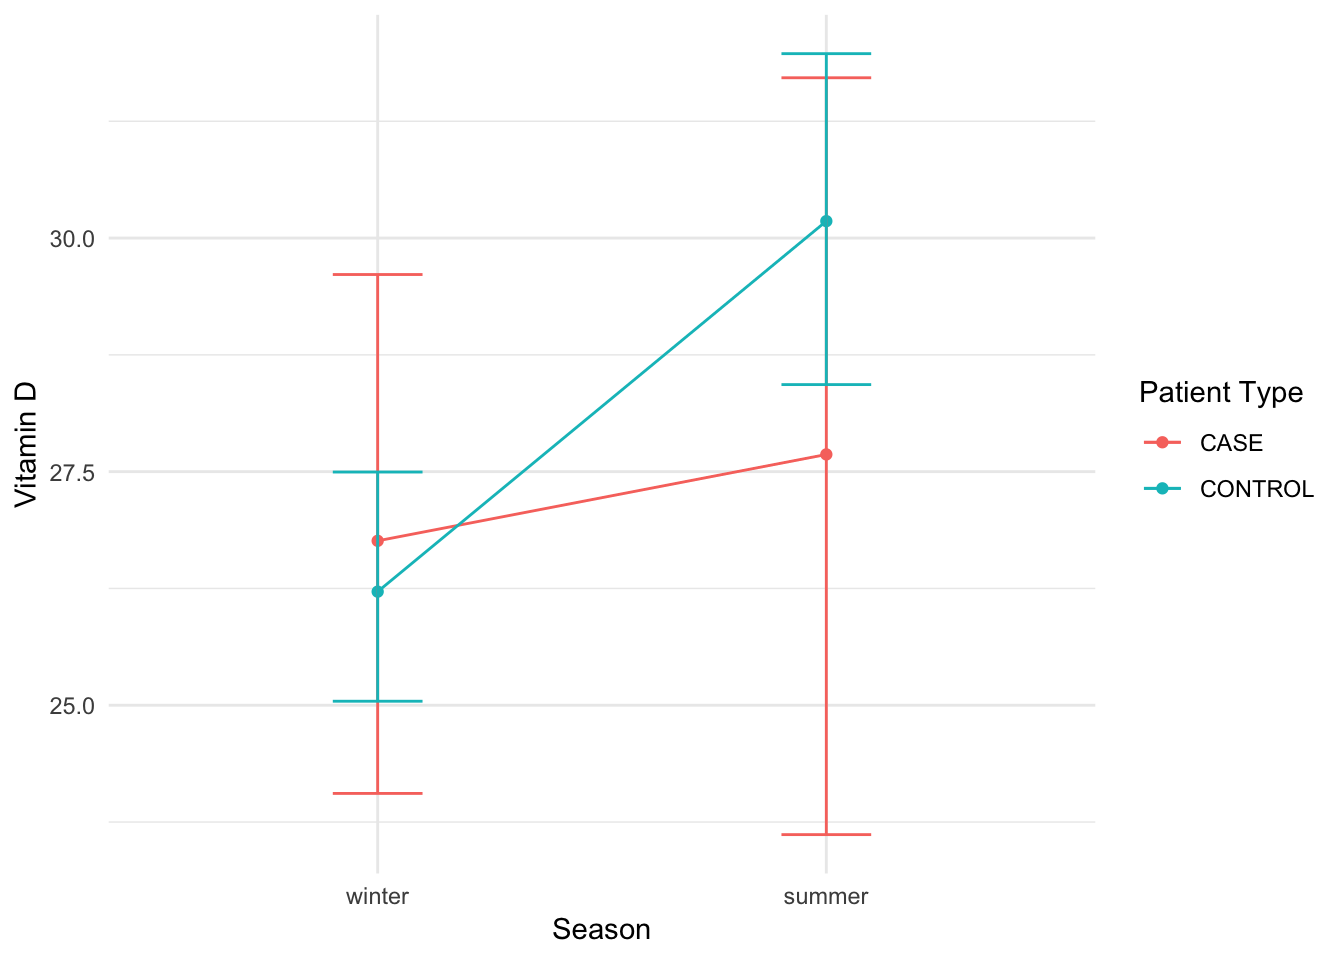 30.0
27.5
25.0
Vitamin D
winter
summer
Season
Patient Type
CASE
CONTROL